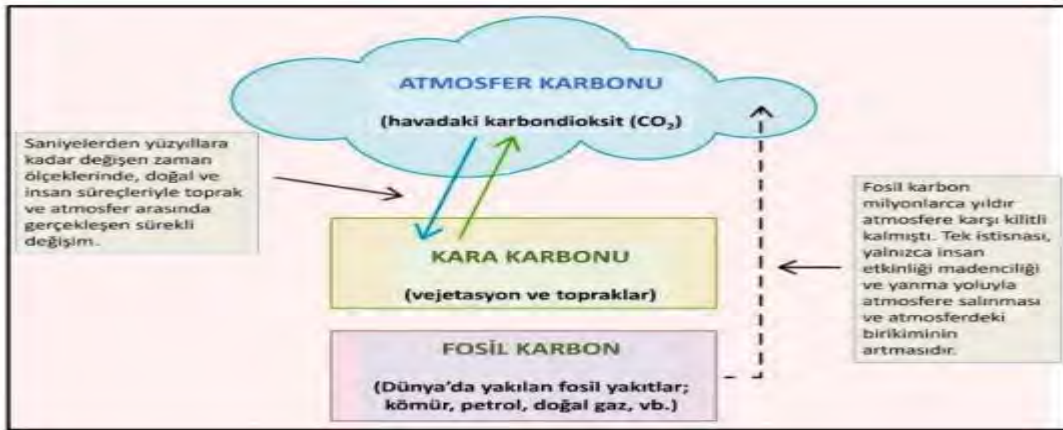 ATMOSFER KARBONU
(havadaki karbondioksit (CO₂)
Saniyelerden yüzyıllara
kadar değişen zaman
ölçeklerinde, doğal ve
insan süreçleriyle toprak
ve atmosfer arasında
gerçekleşen sürekli
değişim.
KARA KARBONU
(vejetasyon ve topraklar)
FOSİL KARBON
(Dünya'da yakılan fosil yakıtlar;
kömür, petrol, doğal gaz, vb.)
Fosil karbon
milyonlarca yıldır
atmosfere karşı kilitli
kalmıştı. Tek istisnası,
yalnızca insan
etkinliği madenciliği
ve yanma yoluyla
atmosfere salınması
ve atmosferdeki
birikiminin
artmasıdır.